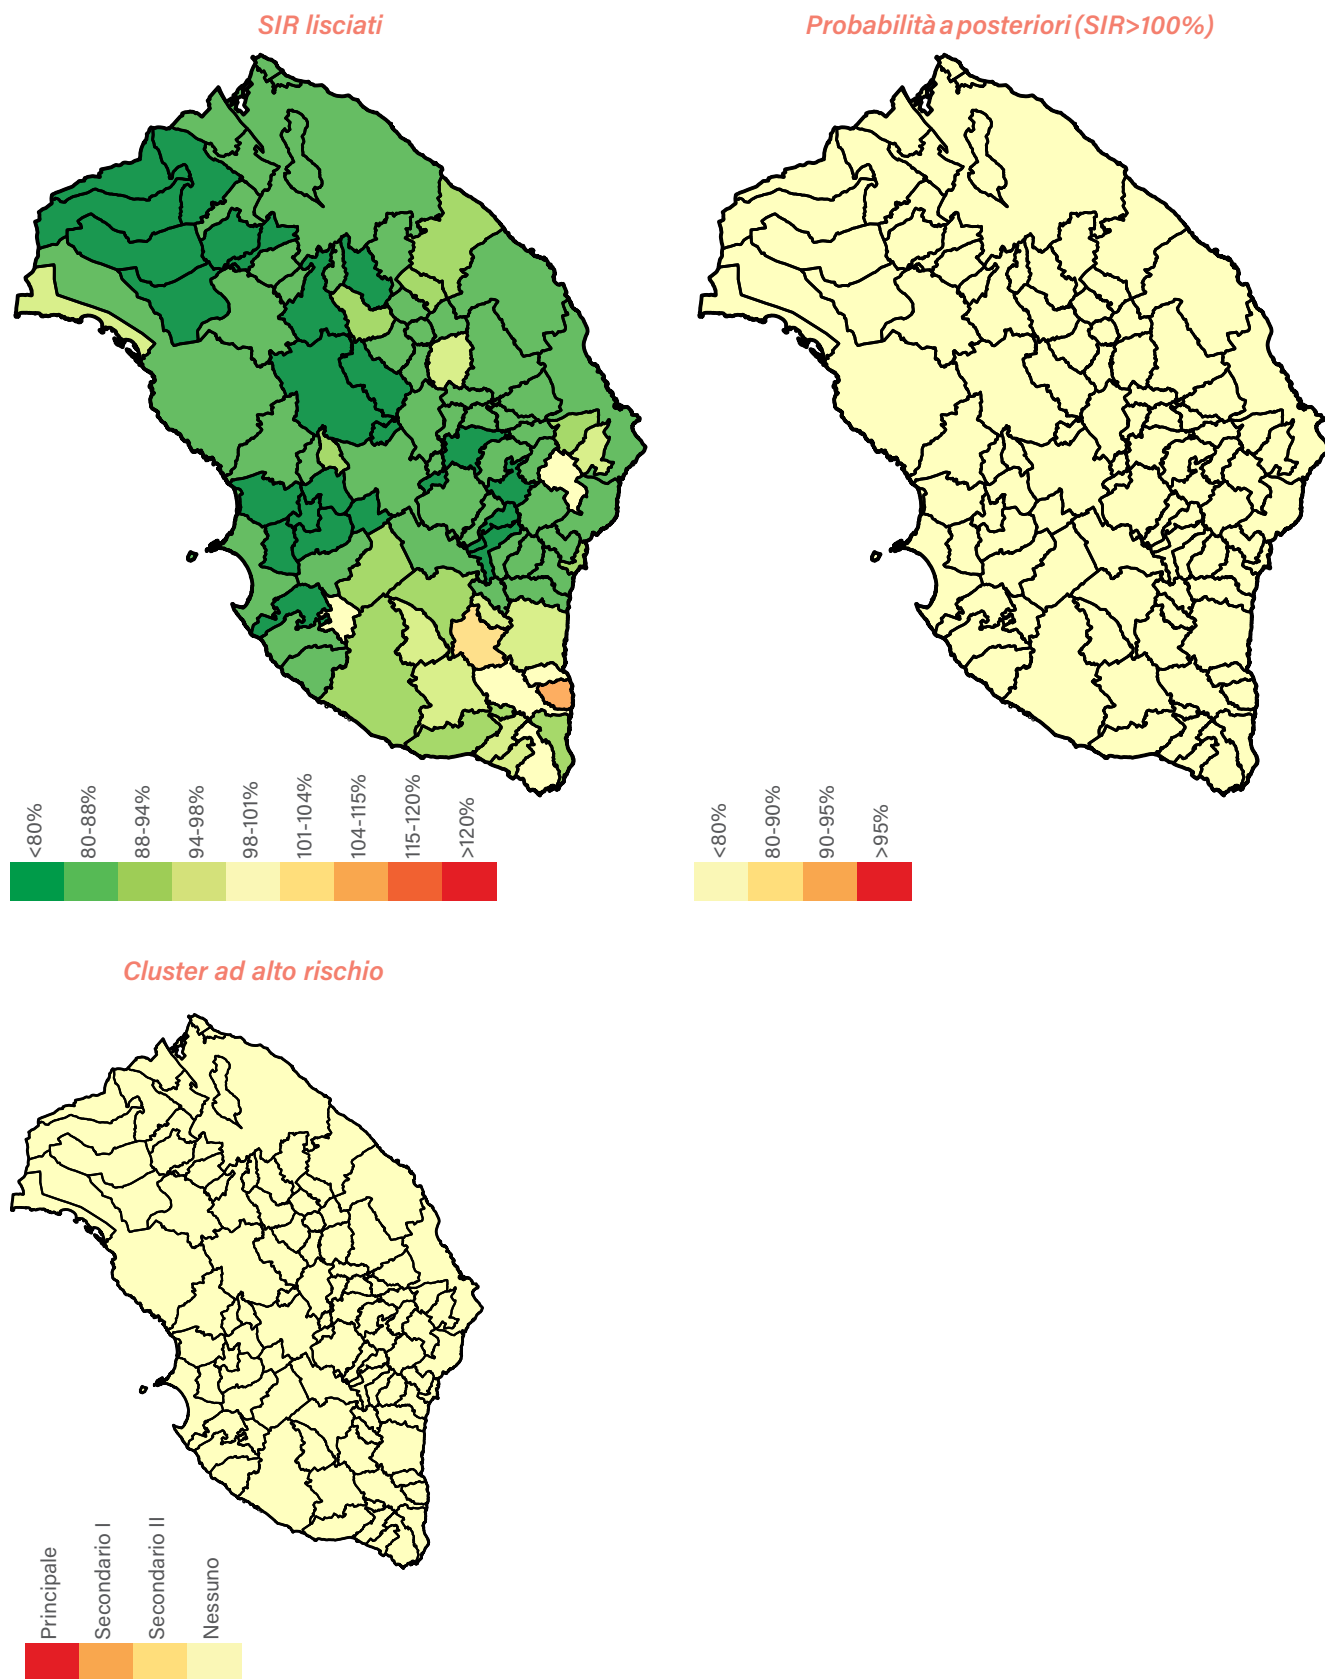 SIR lisciati
Probabilità a posteriori (SIR>100%)
<80%
80-88%
88-94%
94-98%
98-101%
101-104%
104-115%
115-120%
>120%
<80%
80-90%
90-95%
>95%
Cluster ad alto rischio
Principale
Secondario I
Secondario II
Nessuno